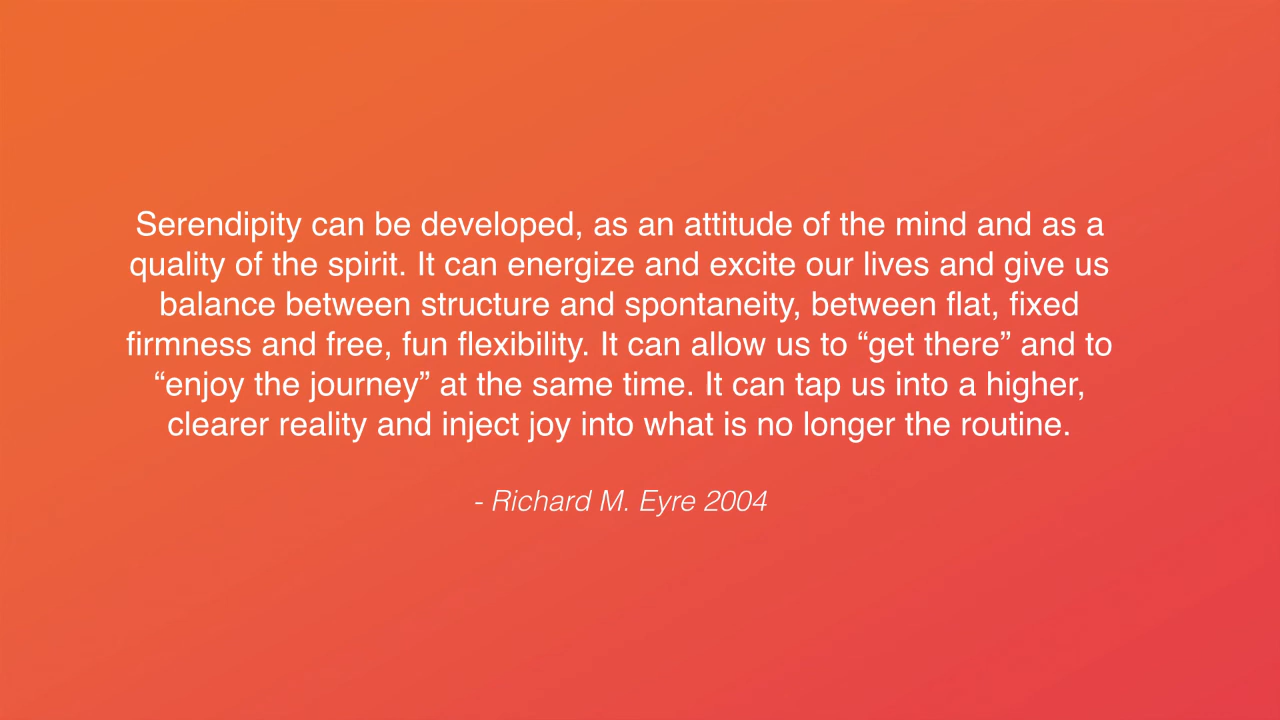 Serendipity can be developed, as an attitude of the mind and as a
quality of the spirit. It can energize and excite our lives and give us
balance between structure and spontaneity, between flat, fixed
firmness and free, fun flexibility. It can allow us to “get there” and to
“enjoy the journey” at the same time. It can tap us into a higher,
clearer reality and inject joy into what is no longer the routine.
- Richard M. Eyre 2004